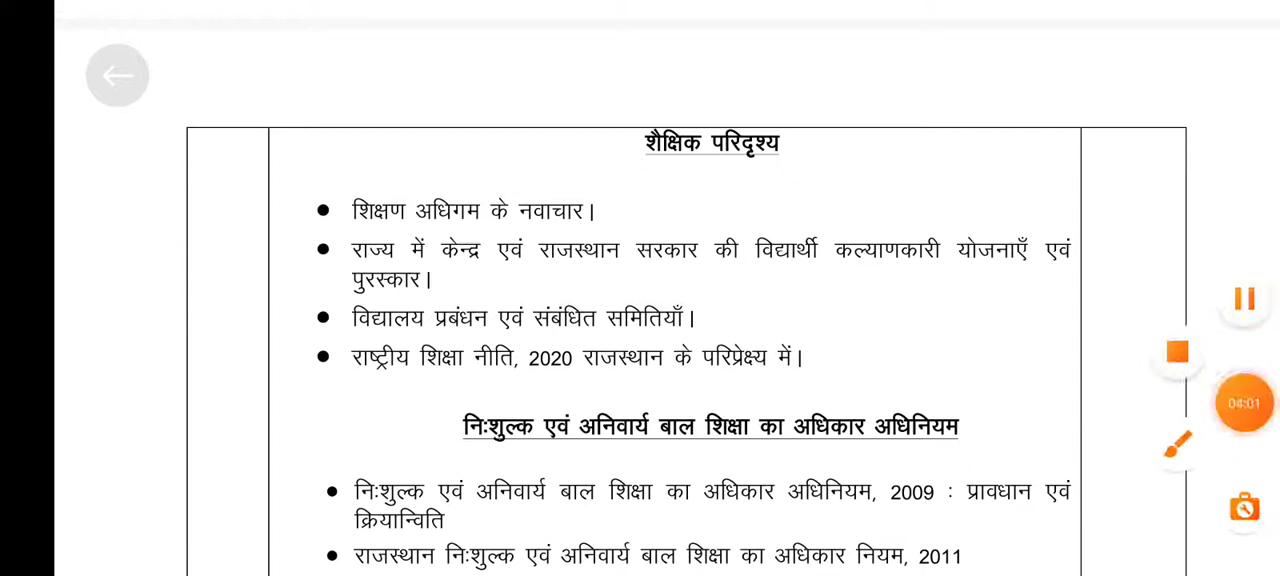 शैक्षिक परिदृश्य
● शिक्षण अधिगम के नवाचार।
● राज्य में केन्द्र एवं राजस्थान सरकार की विद्यार्थी कल्याणकारी योजनाएँ एवं
पुरस्कार।
● विद्यालय प्रबंधन एवं संबंधित समितियाँ।
● राष्ट्रीय शिक्षा नीति, 2020 राजस्थान के परिप्रेक्ष्य में।
निःशुल्क एवं अनिवार्य बाल शिक्षा का अधिकार अधिनियम
● निःशुल्क एवं अनिवार्य बाल शिक्षा का अधिकार अधिनियम, 2009 : प्रावधान एवं
क्रियान्विति
● राजस्थान निःशुल्क एवं अनिवार्य बाल शिक्षा का अधिकार नियम, 2011
04:01